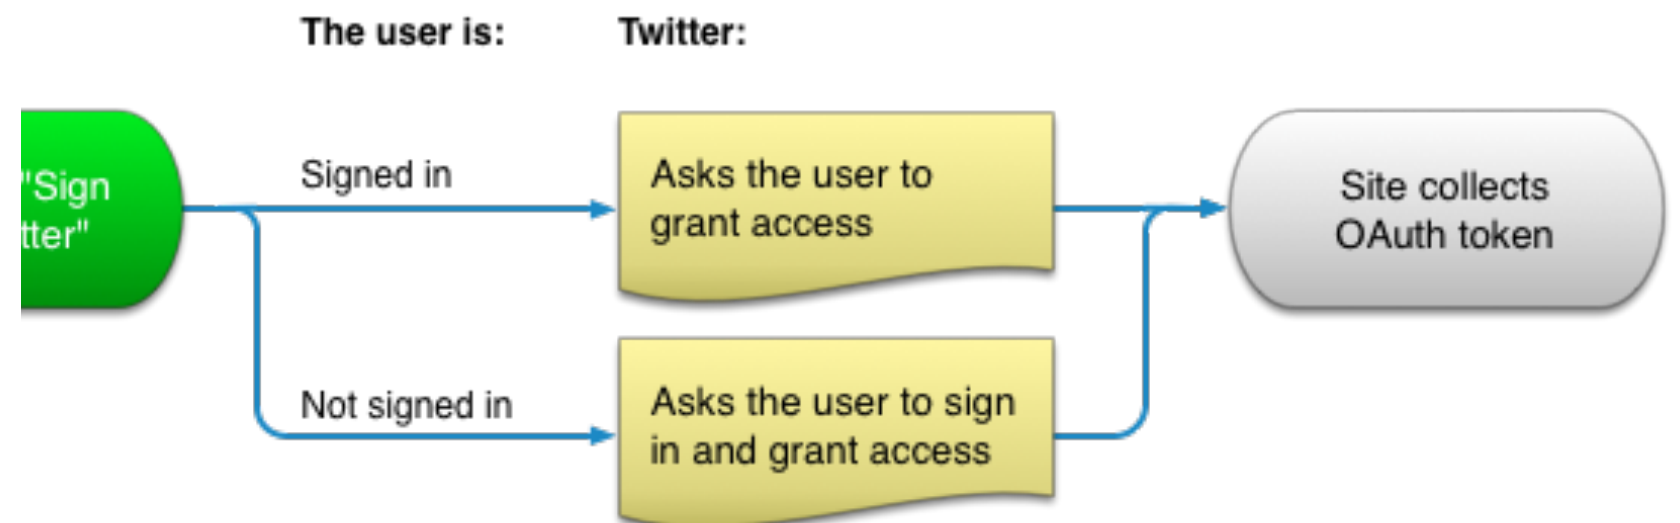 The user is: Twitter:
"Sign
tter"
Signed in
Asks the user to
grant access
Site collects
OAuth token
Not signed in
Asks the user to sign
in and grant access